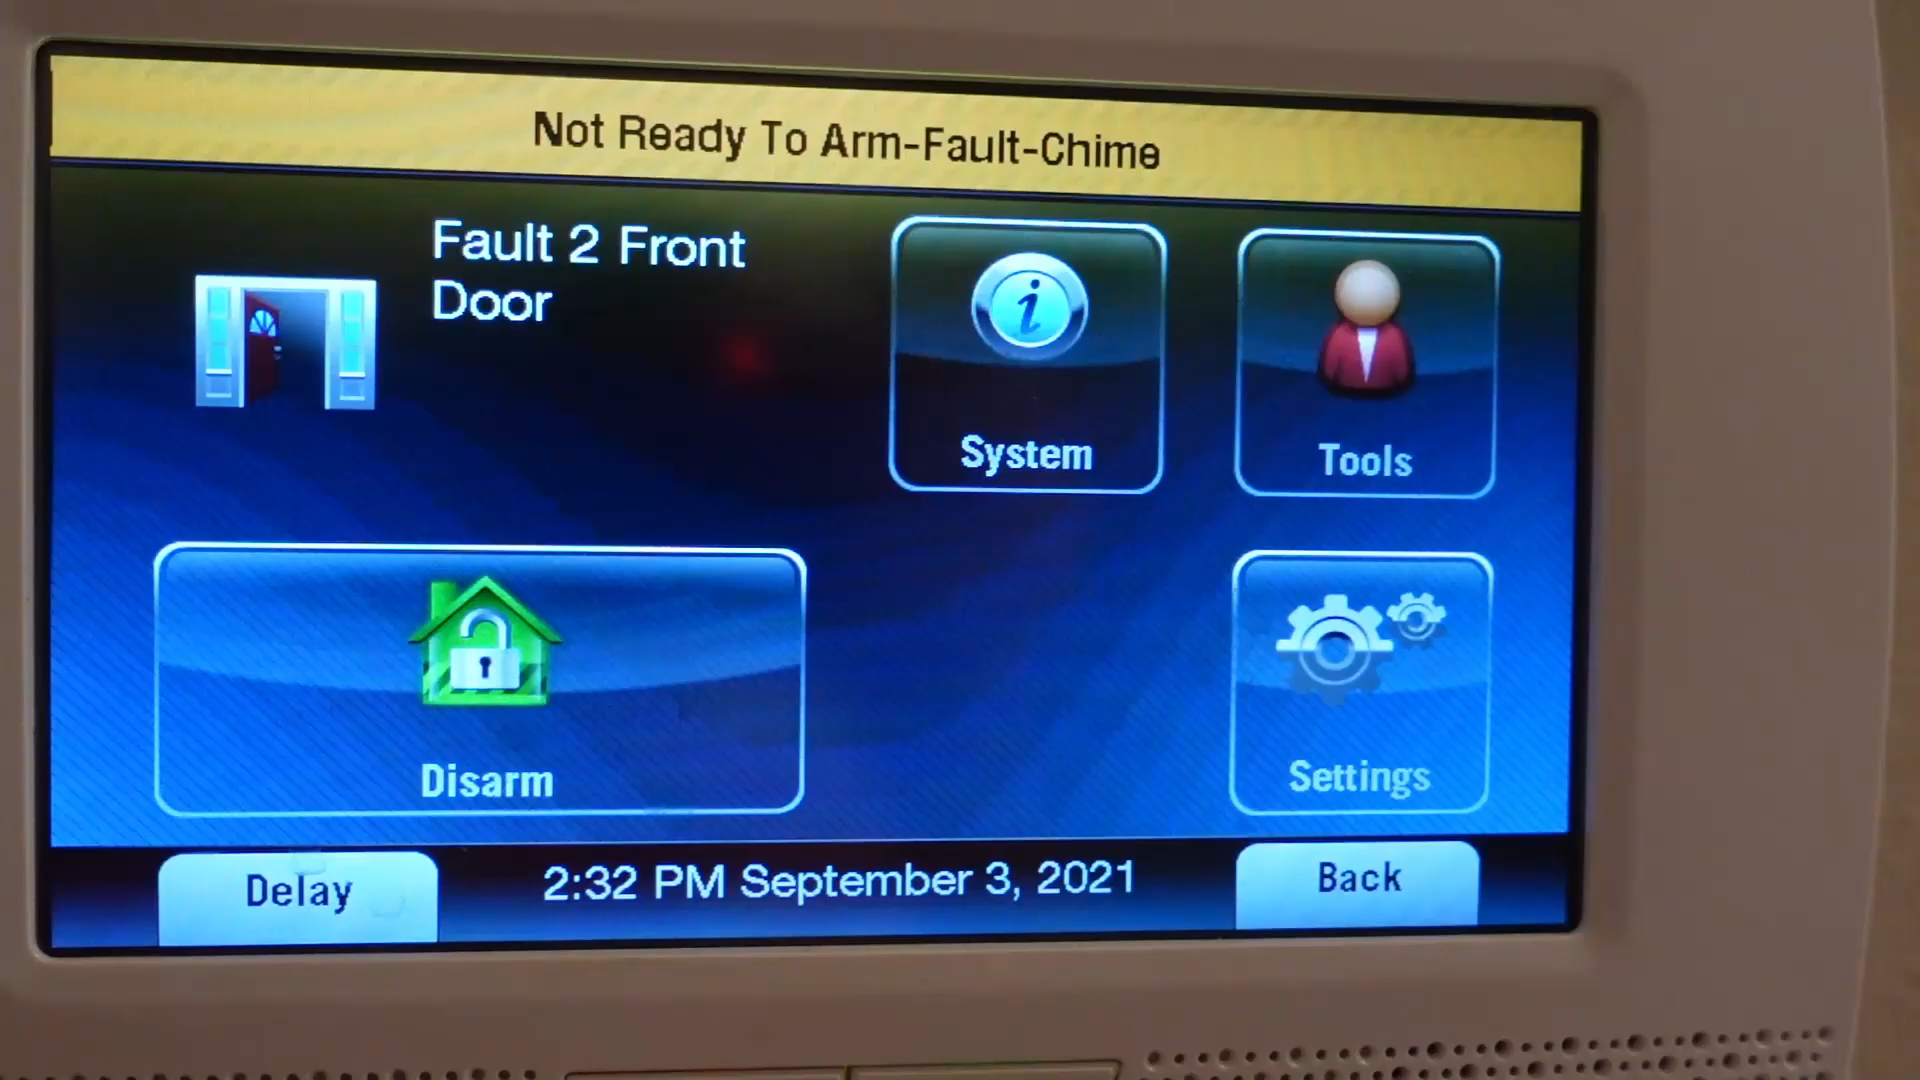 Not Ready To Arm-Fault-Chime
Fault 2 Front
Door
System
Tools
Disarm
Settings
Delay
2:32 PM September 3, 2021
Back